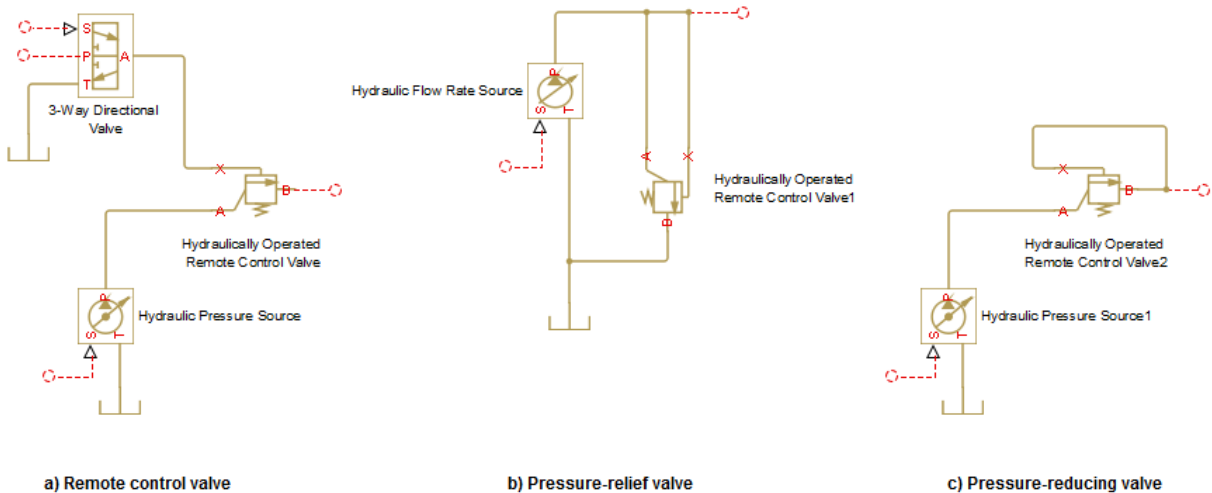 S
P
A
T
3-Way Directional
Valve
X
B
A
Hydraulically Operated
Remote Control Valve
P
Hydraulic Pressure Source
S
T
a) Remote control valve
P
Hydraulic Flow Rate Source
S
T
A
X
Hydraulically Operated
Remote Control Valve1
B
b) Pressure-relief valve
X
B
A
Hydraulically Operated
Remote Control Valve2
P
Hydraulic Pressure Source1
S
T
c) Pressure-reducing valve